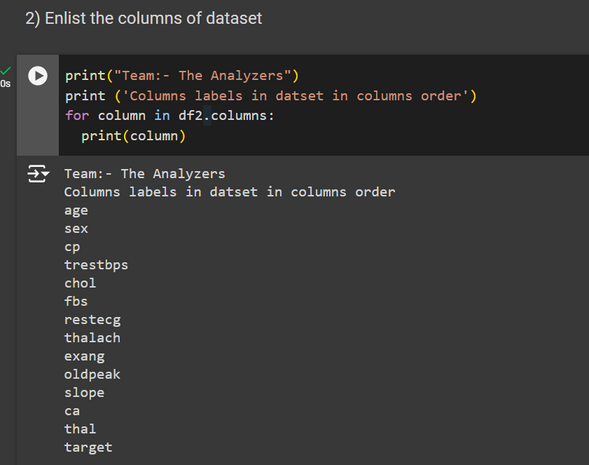 2) Enlist the columns of dataset
0s
print("Team:- The Analyzers")
print ('Columns labels in datset in columns order')
for column in df2.columns:
  print(column)
Team:- The Analyzers
Columns labels in datset in columns order
age
sex
cp
trestbps
chol
fbs
restecg
thalach
exang
oldpeak
slope
ca
thal
target